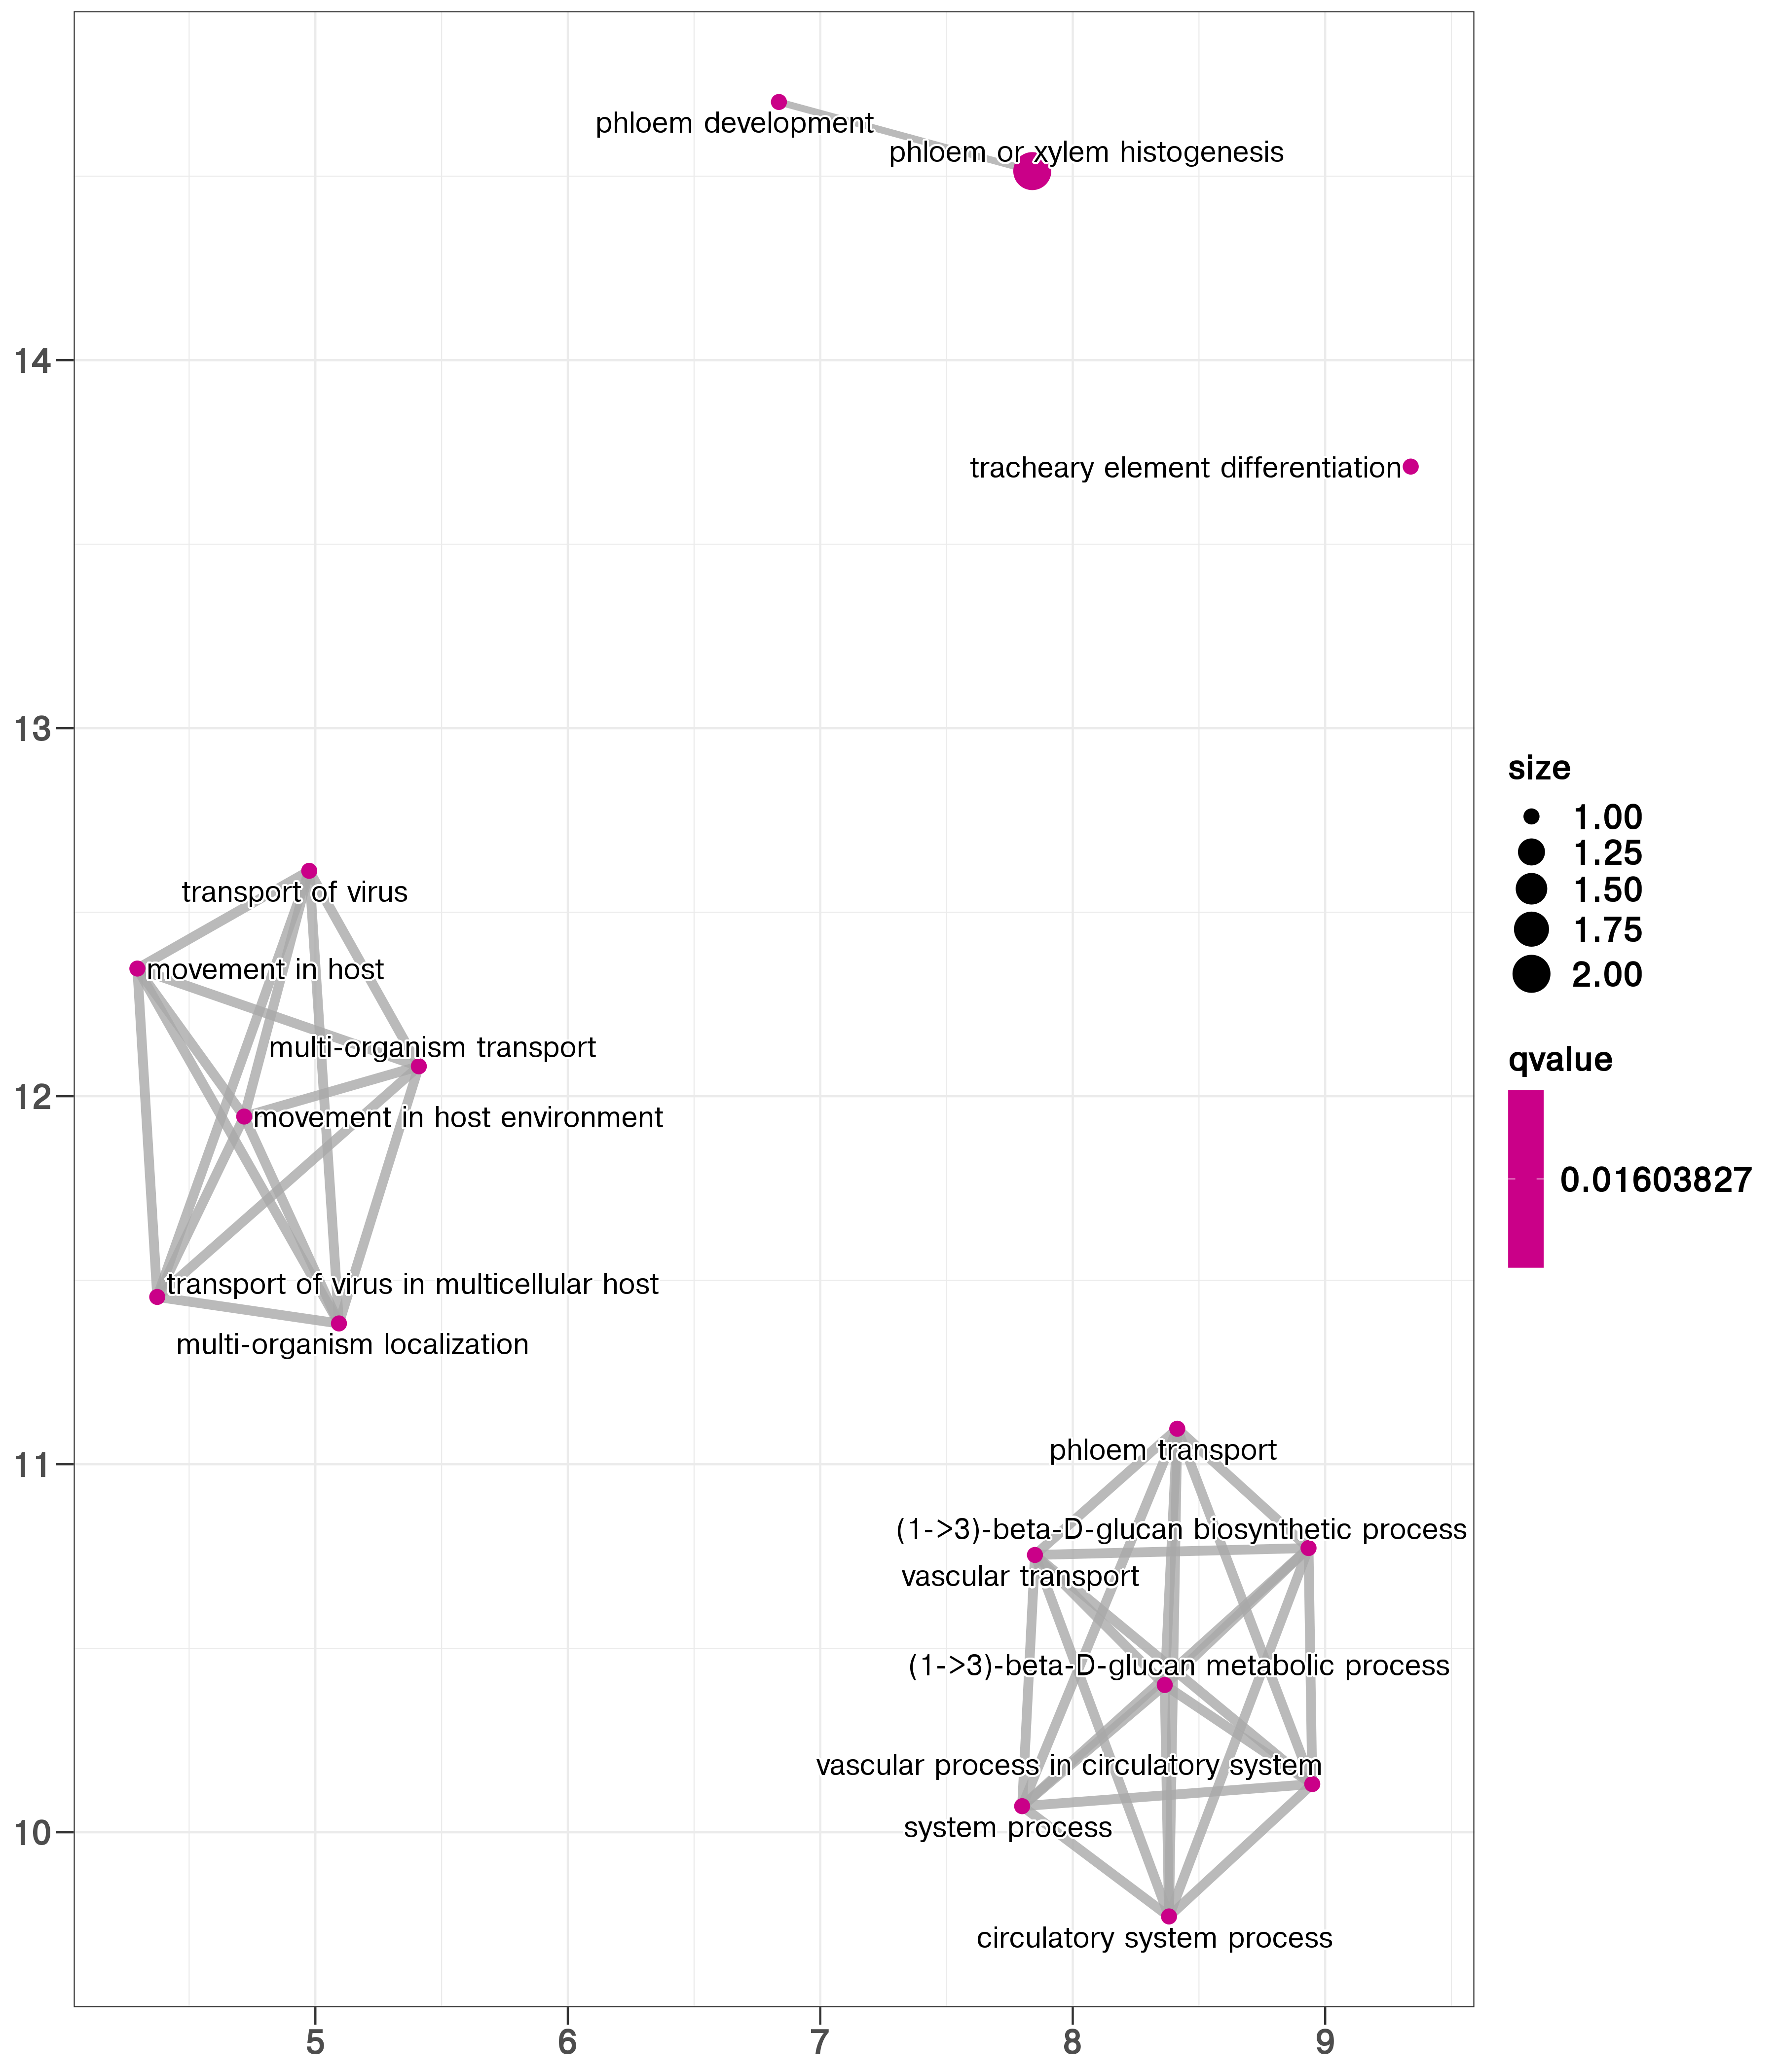 phloem development
phloem or xylem histogenesis
14
tracheary element differentiation
13
size
1.00
1.25
1.50
1.75
2.00
transport of virus
movement in host
multi-organism transport
12
movement in host environment
qvalue
0.01603827
transport of virus in multicellular host
multi-organism localization
11
phloem transport
(1->3)-beta-D-glucan biosynthetic process
vascular transport
(1->3)-beta-D-glucan metabolic process
vascular process in circulatory system
10
system process
circulatory system process
5 6 7 8 9